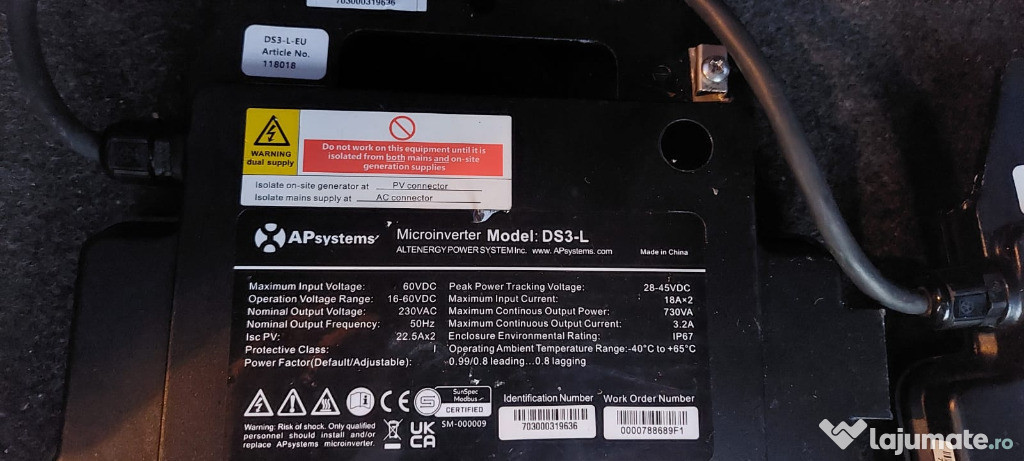 703000319636
DS3-L-EU
Article No.
118018
WARNING
dual supply
Do not work on this equipment until it is
isolated from both mains and on-site
generation supplies
Isolate on-site generator at PV connector
Isolate mains supply at AC connector
APsystems
Microinverter Model: DS3-L
ALTENERGY POWER SYSTEM Inc. www. APsystems. com
Made in China
Maximum Input Voltage: 60VDC
Operation Voltage Range: 16-60VDC
Nominal Output Voltage: 230VAC
Nominal Output Frequency: 50Hz
Isc PV: 22.5Ax2
Protective Class: I
Power Factor(Default/Adjustable): 0.99/0.8 leading...0.8 lagging
Peak Power Tracking Voltage: 28-45VDC
Maximum Input Current: 18A×2
Maximum Continous Output Power: 730VA
Maximum Continuous Output Current: 3.2A
Enclosure Environmental Rating: IP67
Operating Ambient Temperature Range:-40°C to +65°C
CE
SunSpec
Modbus
CERTIFIED
SM-000009
UK
CA
Warning: Risk of shock. Only qualified
personnel should install and/or
replace APsystems microinverter.
Identification Number
703000319636
Work Order Number
0000788689F1
lajumate.ro